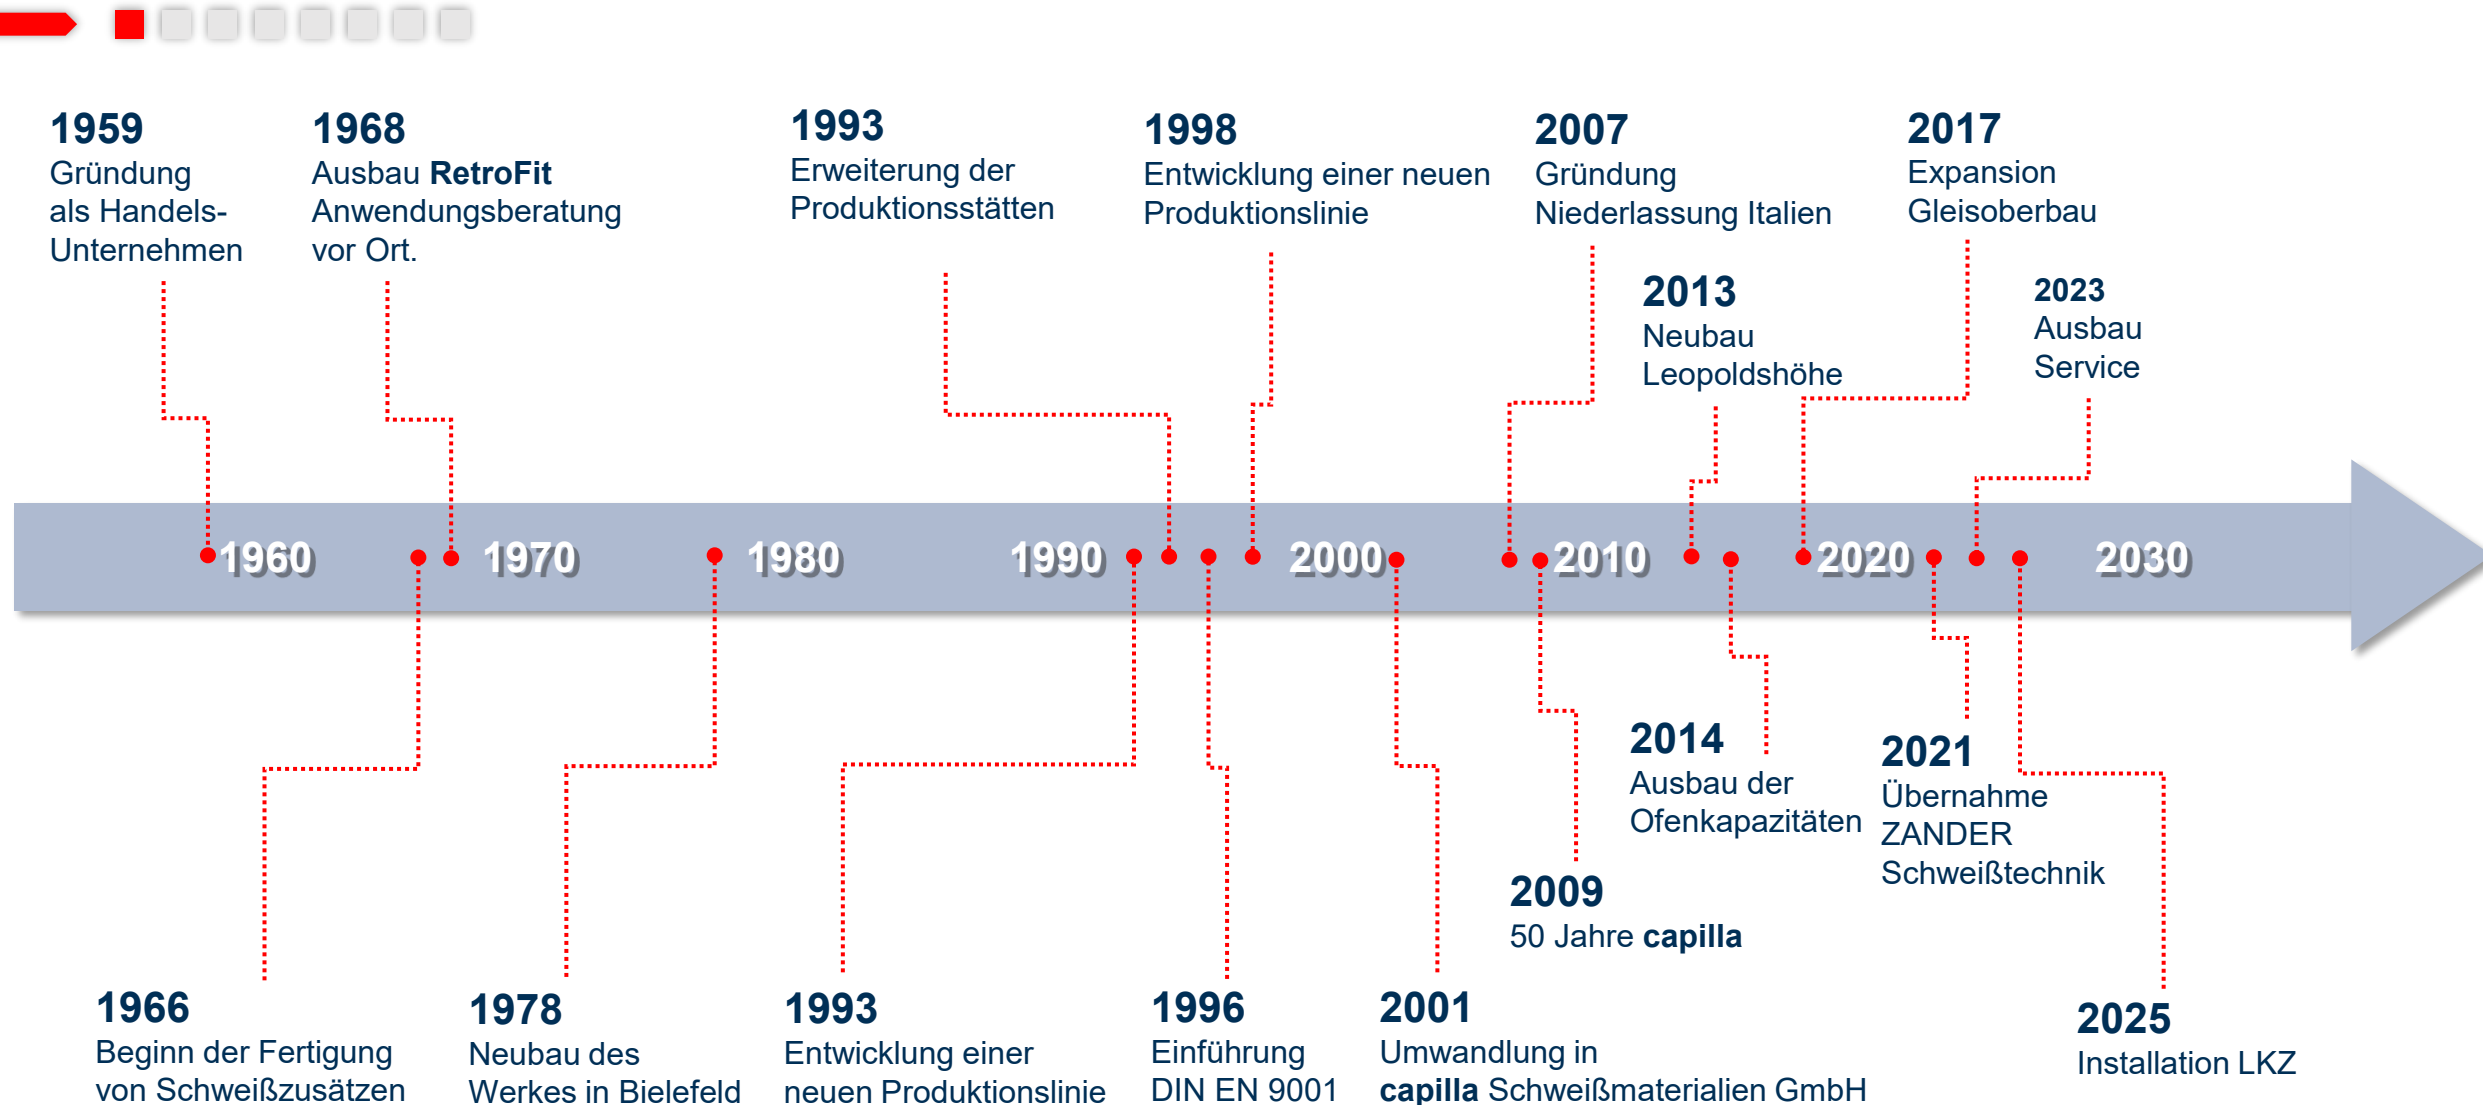 1959
Gründung
als Handels-
Unternehmen
1968
Ausbau RetroFit
Anwendungsberatung
vor Ort.
1993
Erweiterung der
Produktionsstätten
1998
Entwicklung einer neuen
Produktionslinie
2007
Gründung
Niederlassung Italien
2013
Neubau
Leopoldshöhe
2017
Expansion
Gleisoberbau
2023
Ausbau
Service
1960
1970
1980
1990
2000
2010
2020
2030
1966
Beginn der Fertigung
von Schweißzusätzen
1978
Neubau des
Werkes in Bielefeld
1993
Entwicklung einer
neuen Produktionslinie
1996
Einführung
DIN EN 9001
2001
Umwandlung in
capilla Schweißmaterialien GmbH
2009
50 Jahre capilla
2014
Ausbau der
Ofenkapazitäten
2021
Übernahme
ZANDER
Schweißtechnik
2025
Installation LKZ